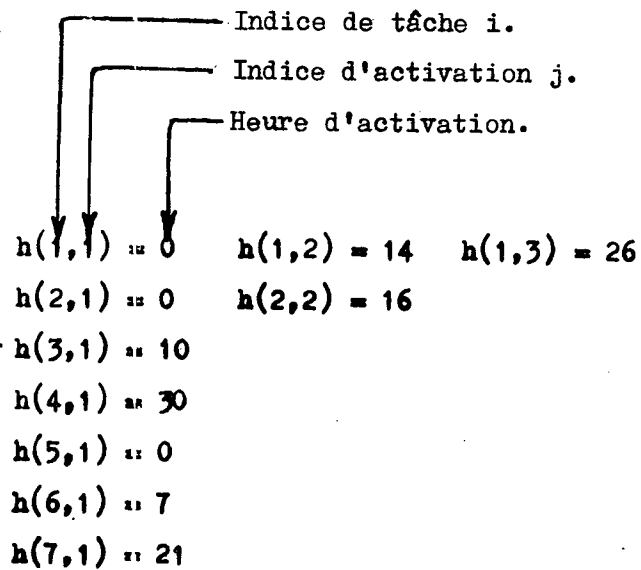 Indice de tâche i.
Indice d'activation j.
Heure d'activation.
h(1,1) = 0 h(1,2) = 14 h(1,3) = 26
h(2,1) = 0 h(2,2) = 16
h(3,1) = 10
h(4,1) = 30
h(5,1) = 0
h(6,1) = 7
h(7,1) = 21